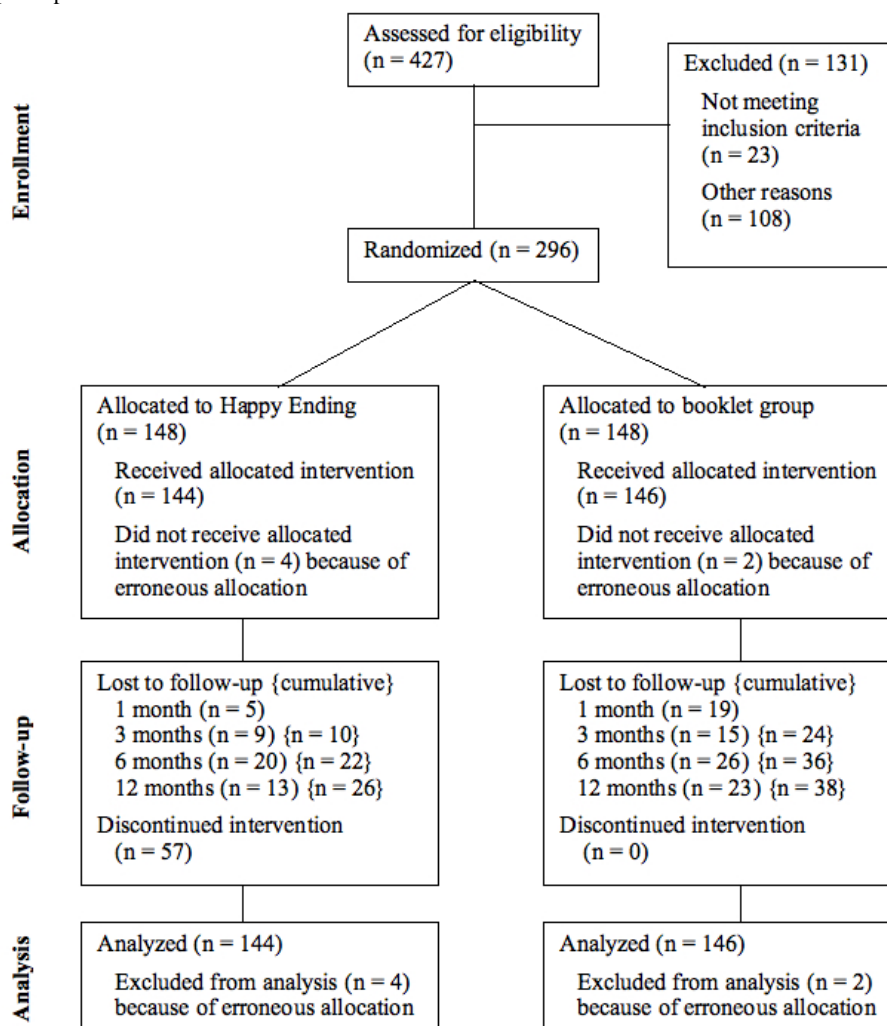 Assessed for eligibility
(n = 427)
Excluded (n = 131)
Not meeting
inclusion criteria
(n = 23)
Other reasons
(n = 108)
Enrollment
Randomized (n = 296)
Allocation
Allocated to Happy Ending
(n = 148)
Received allocated intervention
(n = 144)
Did not receive allocated
intervention (n = 4) because of
erroneous allocation
Allocated to booklet group
(n = 148)
Received allocated intervention
(n = 146)
Did not receive allocated
intervention (n = 2) because of
erroneous allocation
Follow-up
Lost to follow-up {cumulative}
1 month (n = 5)
3 months (n = 9) {n = 10}
6 months (n = 20) {n = 22}
12 months (n = 13) {n = 26}
Discontinued intervention
(n = 57)
Lost to follow-up {cumulative}
1 month (n = 19)
3 months (n = 15) {n = 24}
6 months (n = 26) {n = 36}
12 months (n = 23) {n = 38}
Discontinued intervention
(n = 0)
Analysis
Analyzed (n = 144)
Excluded from analysis (n = 4)
because of erroneous allocation
Analyzed (n = 146)
Excluded from analysis (n = 2)
because of erroneous allocation